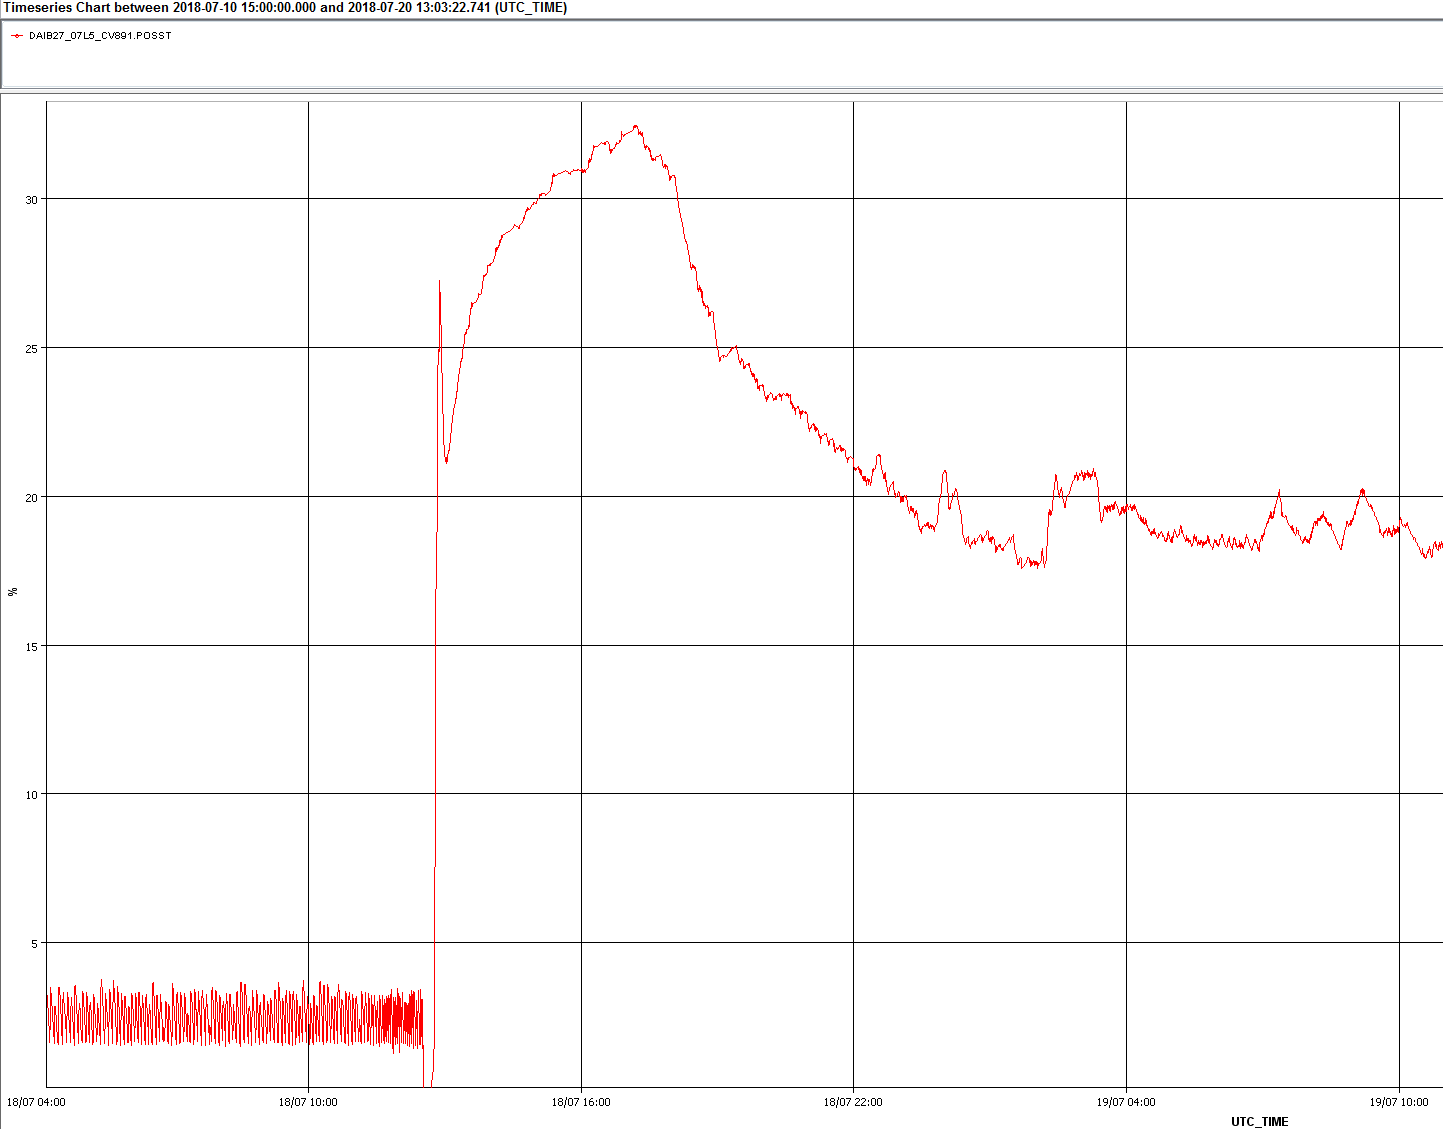 Timeseries Chart between 2018-07-10 15:00:00.000 and 2018-07-20 13:03:22.741 (UTC_TIME)
DAIB27_07L5_CV891.POSST
30
25
20
%
15
10
5
18/07 04:00 18/07 10:00 18/07 16:00 18/07 22:00 19/07 04:00 19/07 10:00
UTC_TIME